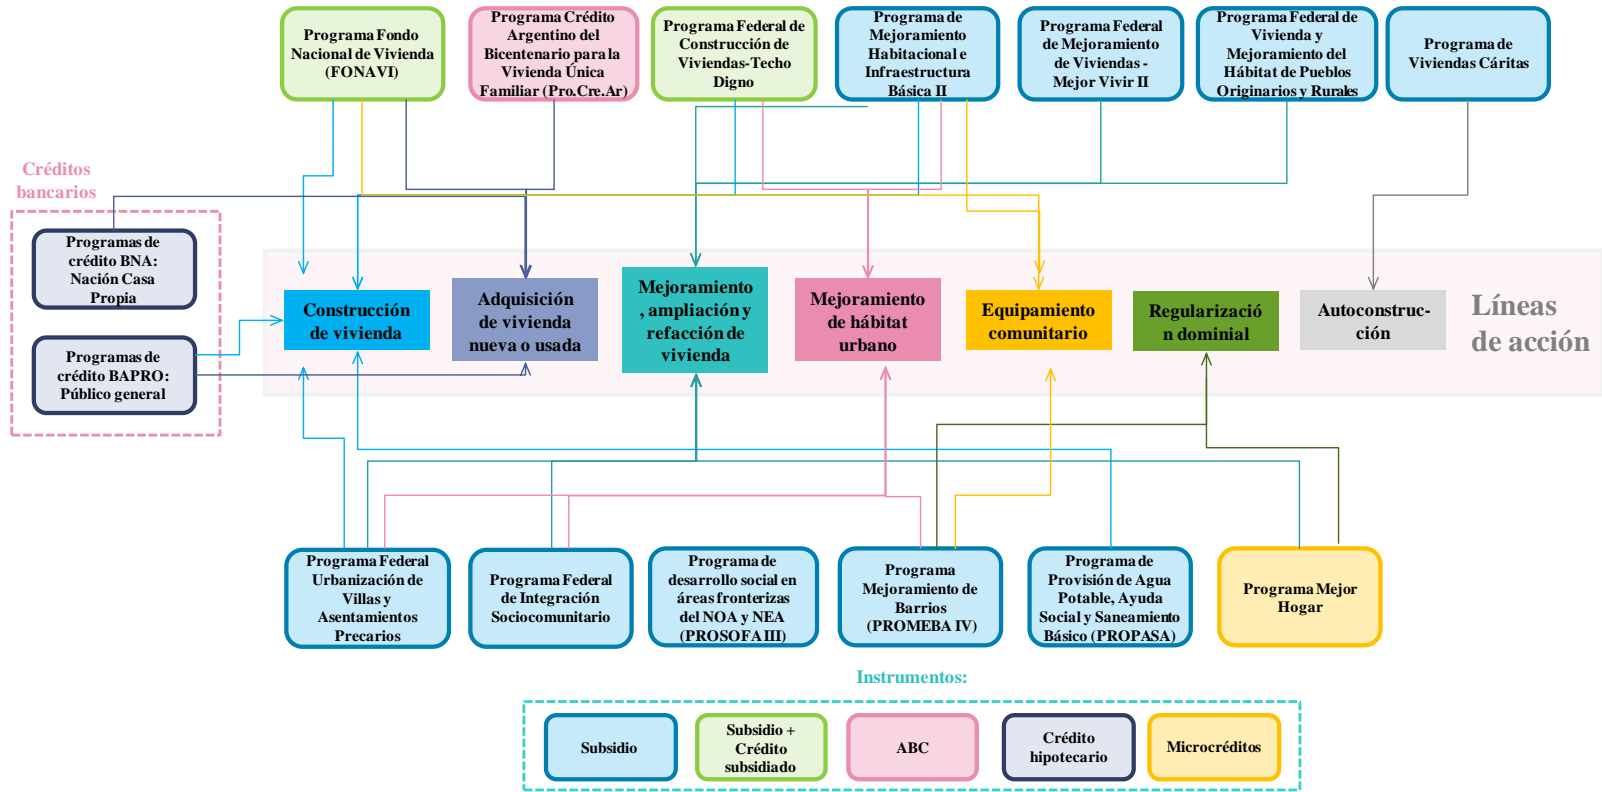 Programa Fondo
Nacional de Vivienda
(FONAVI)
Programa Crédito
Argentino del
Bicentenario para la
Vivienda Única
Familiar (Pro.Cre.Ar)
Programa Federal de
Construcción de
Viviendas-Techo
Digno
Programa de
Mejoramiento
Habitacional e
Infraestructura
Básica II
Programa Federal
de Mejoramiento
de Viviendas -
Mejor Vivir II
Programa Federal de
Vivienda y
Mejoramiento del
Hábitat de Pueblos
Originarios y Rurales
Programa de
Viviendas Cáritas
Créditos
bancarios
Programas de
crédito BNA:
Nación Casa
Propia
Programas de
crédito BAPRO:
Público general
Construcción
de vivienda
Adquisición
de vivienda
nueva o usada
Mejoramiento
, ampliación y
refacción de
vivienda
Mejoramiento
de hábitat
urbano
Equipamiento
comunitario
Regularizació
n dominial
Autoconstruc-
ción
Líneas
de acción
Programa Federal
Urbanización de
Villas y
Asentamientos
Precarios
Programa Federal
de Integración
Sociocomunitario
Programa de
desarrollo social en
áreas fronterizas
del NOA y NEA
(PROSOFA III)
Programa
Mejoramiento de
Barrios
(PROMEBA IV)
Programa de
Provisión de Agua
Potable, Ayuda
Social y Saneamiento
Básico (PROPASA)
Programa Mejor
Hogar
Instrumentos:
Subsidio
Subsidio +
Crédito
subsidiado
ABC
Crédito
hipotecario
Microcréditos